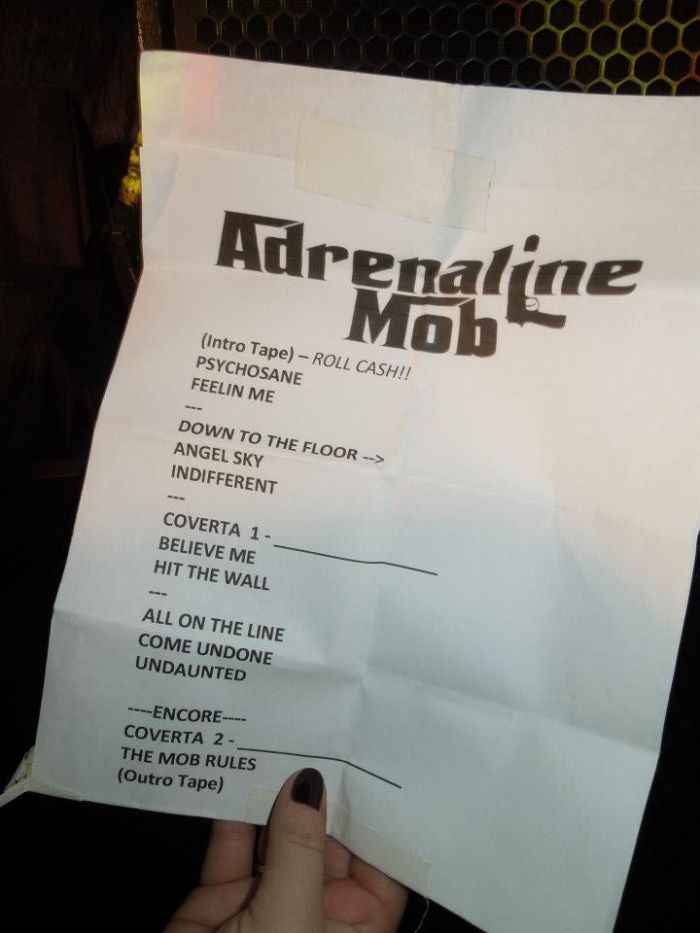 Adrenaline
Mob
(Intro Tape) – ROLL CASH!!
PSYCHOSANE
FEELIN ME
---
DOWN TO THE FLOOR -->
ANGEL SKY
INDIFFERENT
---
COVERTA 1 - ________________
BELIEVE ME
HIT THE WALL
---
ALL ON THE LINE
COME UNDONE
UNDAUNTED
----ENCORE----
COVERTA 2 - ________________
THE MOB RULES
(Outro Tape)